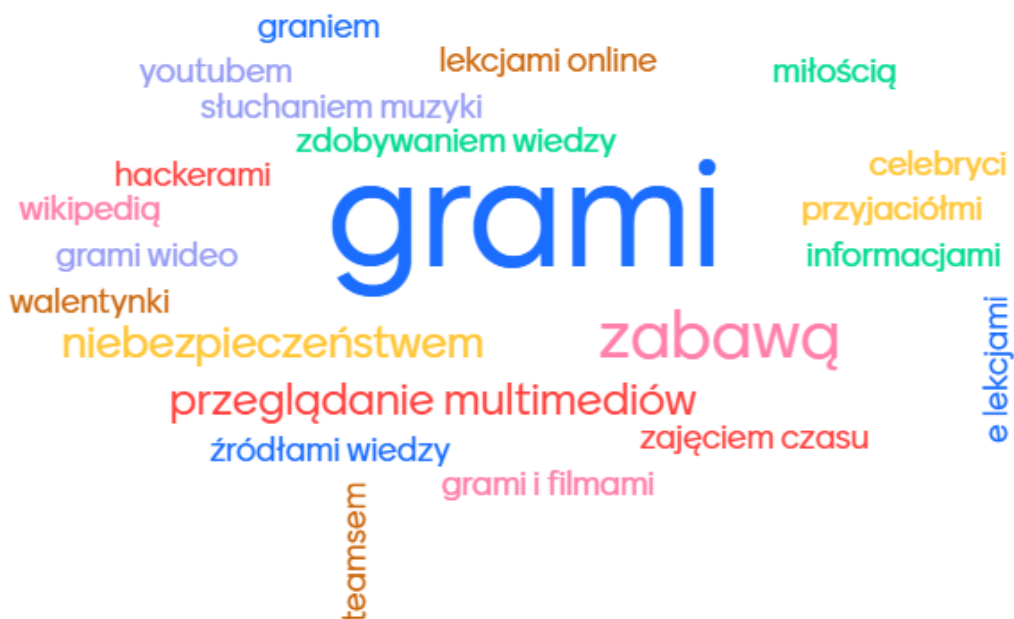 graniem
lekcjami online
youtubem
miłością
słuchaniem muzyki
zdobywaniem wiedzy
celebryci
hackerami
wikipedią
grami
przyjaciółmi
grami wideo
informacjami
walentynki
niebezpieczeństwem
zabawą
e lekcjami
przeglądanie multimediów
zajęciem czasu
źródłami wiedzy
grami i filmami
teamsem